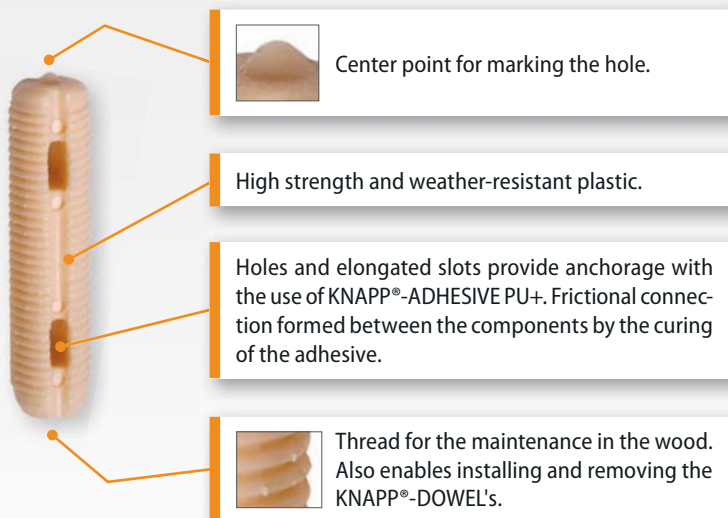 Center point for marking the hole.
High strength and weather-resistant plastic.
Holes and elongated slots provide anchorage with
the use of KNAPP®-ADHESIVE PU+. Frictional connec-
tion formed between the components by the curing
of the adhesive.
Thread for the maintenance in the wood.
Also enables installing and removing the
KNAPP®-DOWEL's.